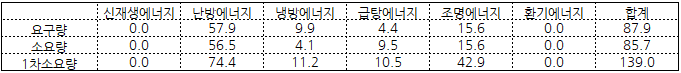 신재생에너지 난방에너지 냉방에너지 급탕에너지 조명에너지 환기에너지 합계
요구량 0.0 57.9 9.9 4.4 15.6 0.0 87.9
소요량 0.0 56.5 4.1 9.5 15.6 0.0 85.7
1차소요량 0.0 74.4 11.2 10.5 42.9 0.0 139.0